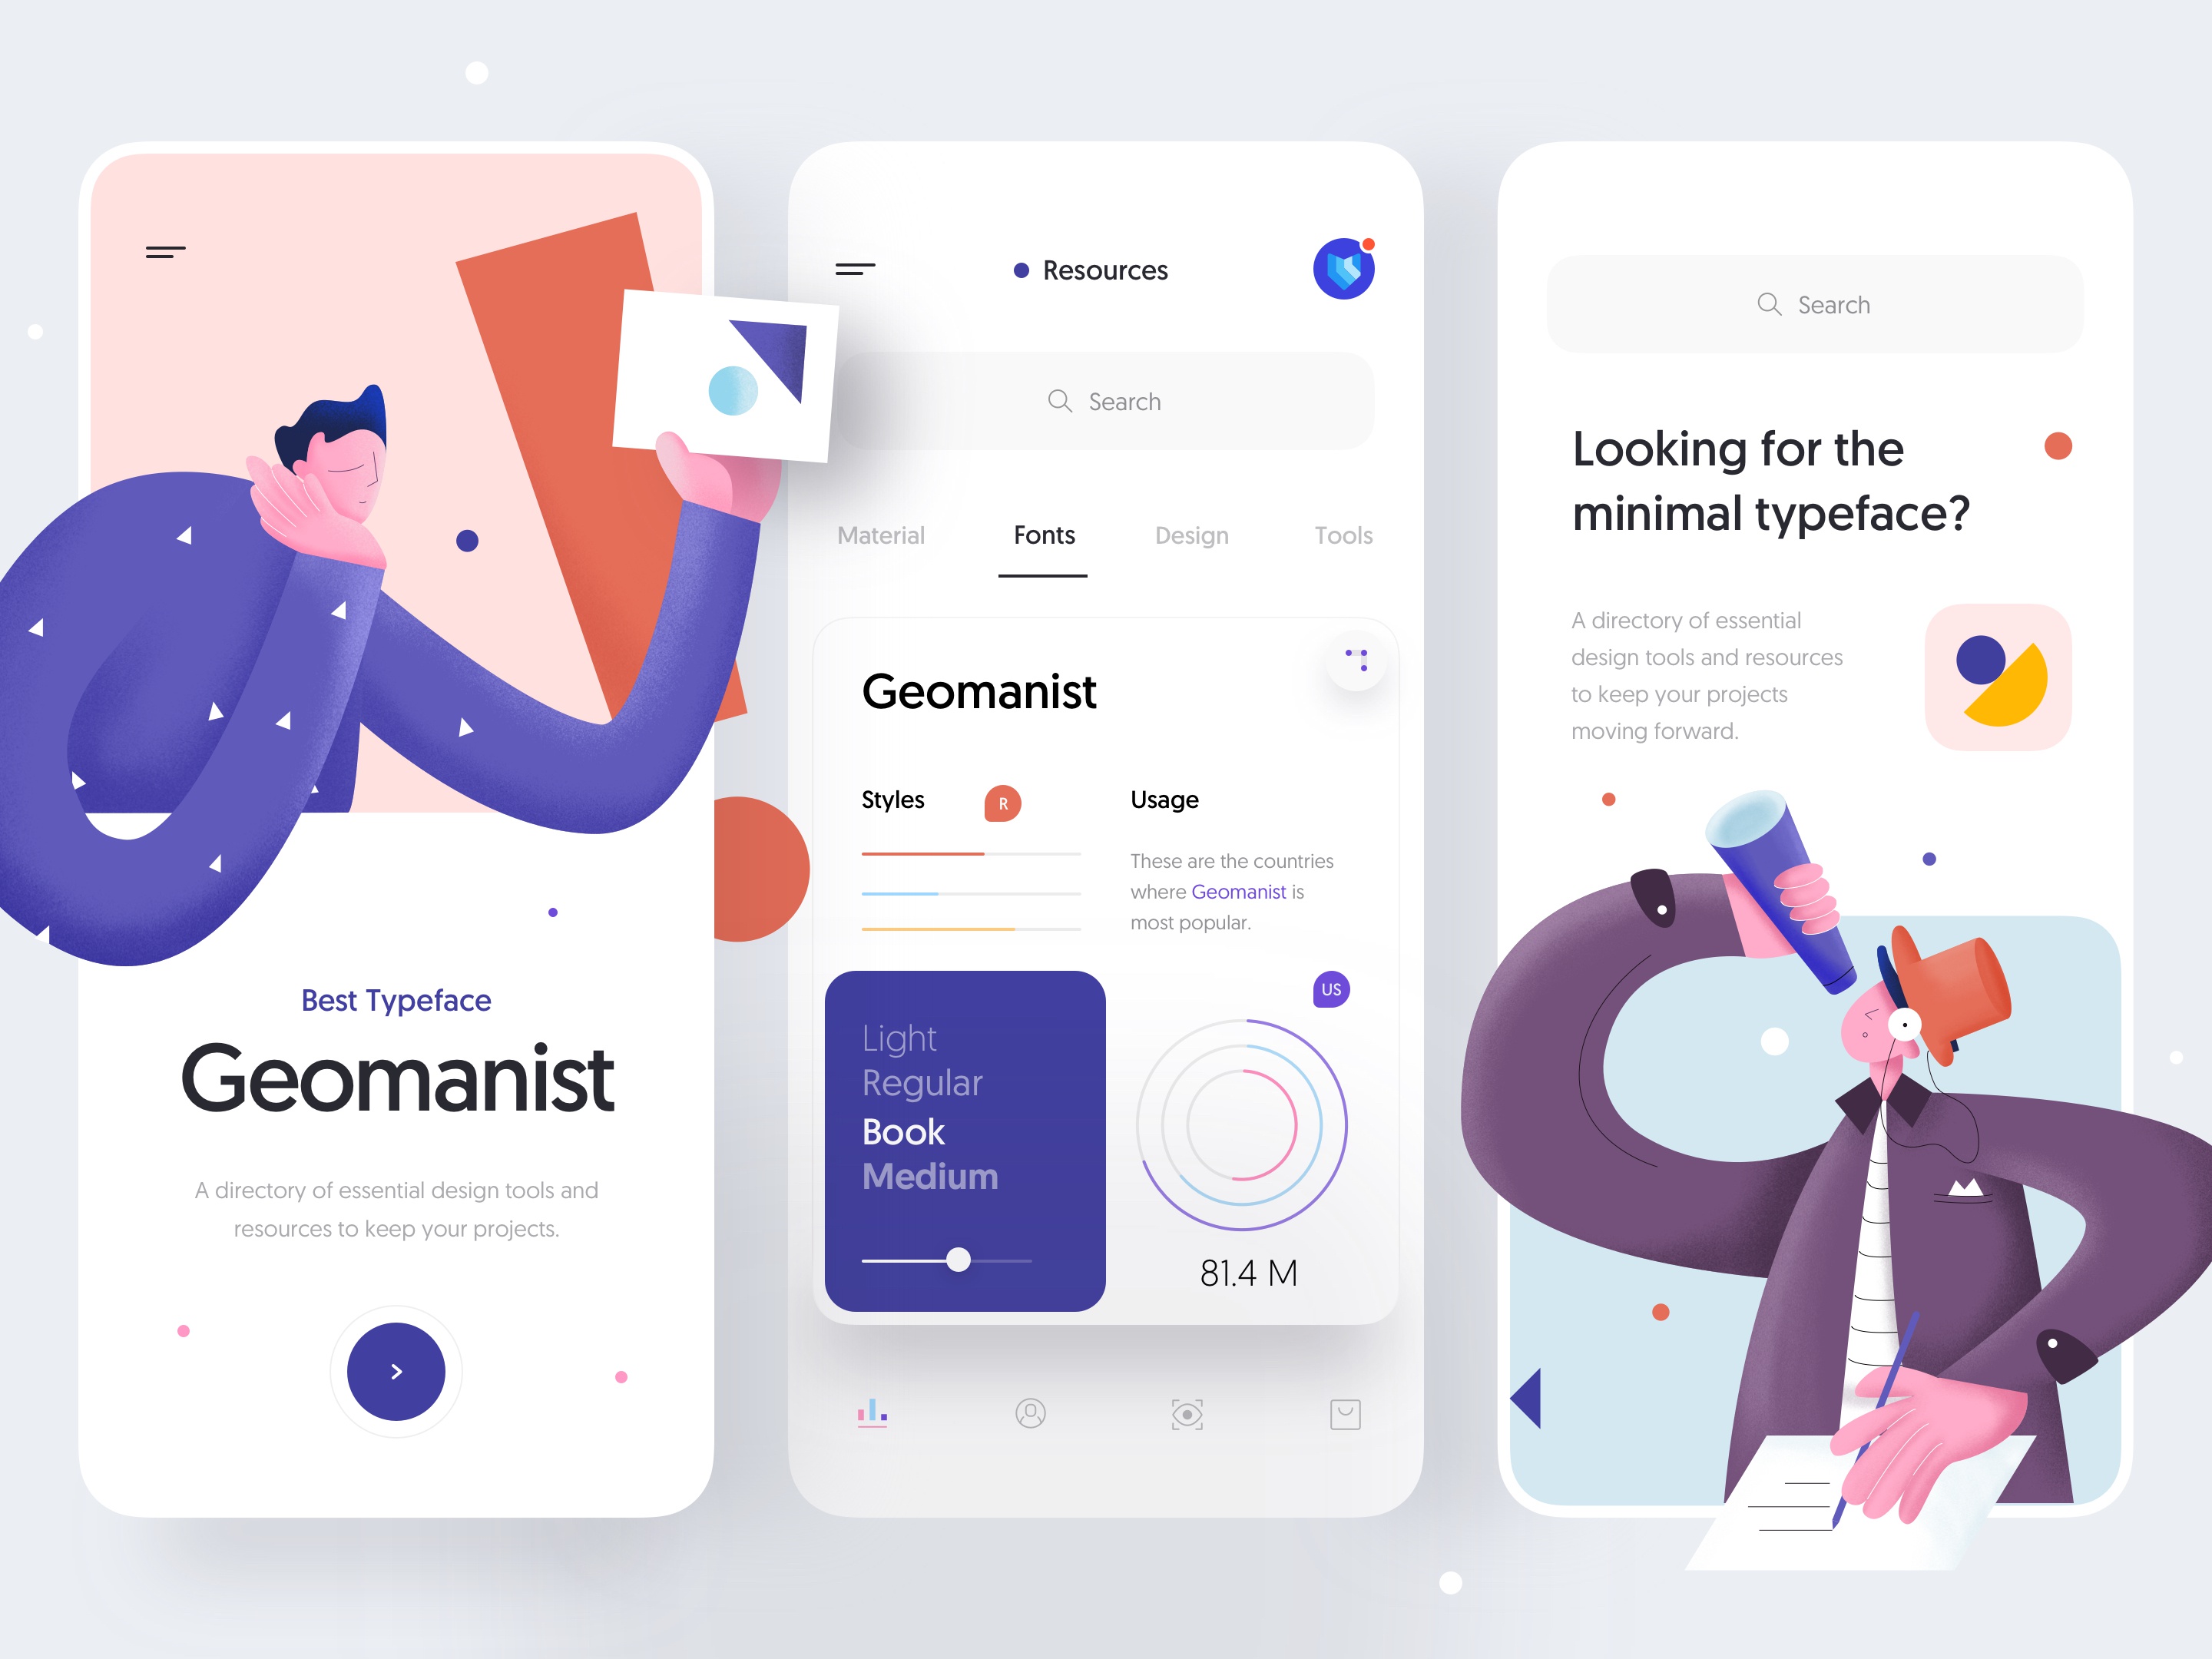 Best Typeface
Geomanist
A directory of essential design tools and
resources to keep your projects.
Resources
Search
Material
Fonts
Design
Tools
Geomanist
Styles
R
Usage
These are the countries
where Geomanist is
most popular.
Light
Regular
Book
Medium
US
81.4 M
Search
Looking for the
minimal typeface?
A directory of essential
design tools and resources
to keep your projects
moving forward.